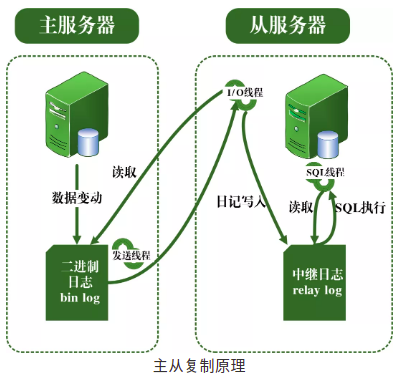 主服务器
从服务器
I/O线程
读取
SQL线程
数据变动
日记写入
读取
SQL执行
发送线程
二进制
日志
bin log
中继日志
relay log
主从复制原理